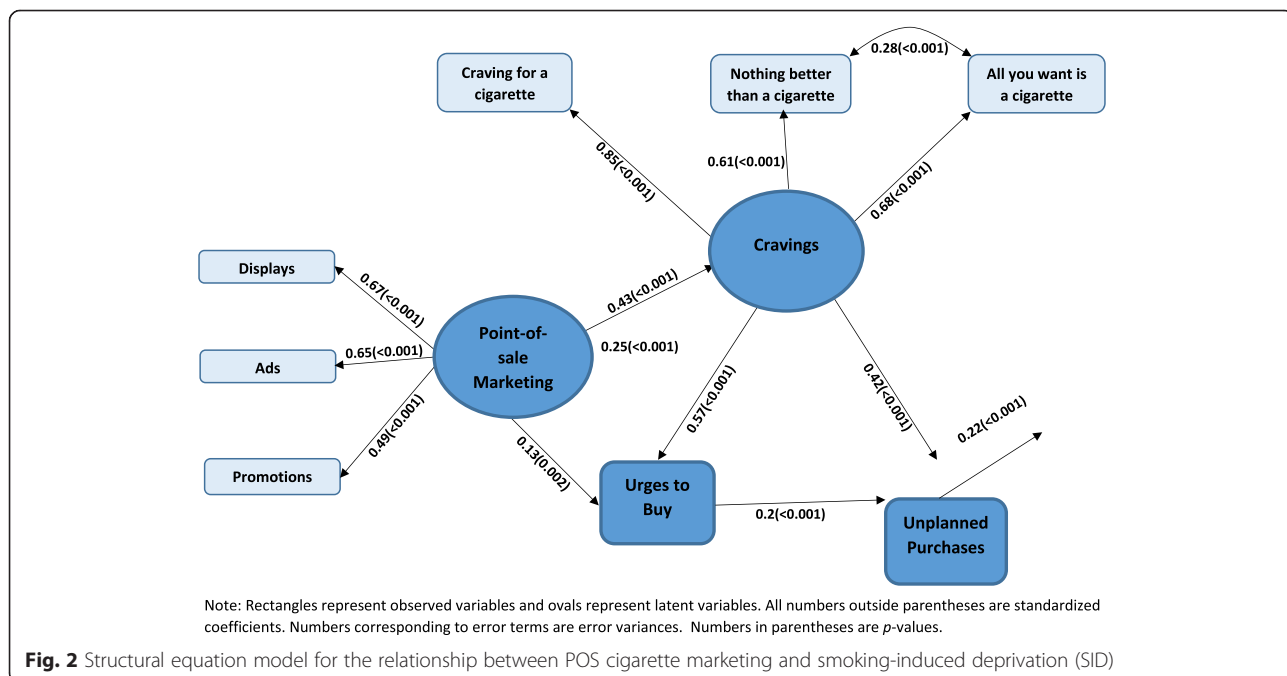 0.28(<0.001)
Craving for a
cigarette
Nothing better
than a cigarette
All you want is
a cigarette
0.85(<0.001)
0.61(<0.001)
0.68(<0.001)
Cravings
Displays
0.67(<0.001)
0.43(<0.001)
Point-of-
sale
Marketing
0.25(<0.001)
Ads
0.65(<0.001)
0.49(<0.001)
0.57(<0.001)
0.42(<0.001)
0.22(<0.001)
0.13(0.002)
Promotions
Urges to
Buy
0.2(<0.001)
Unplanned
Purchases
Note: Rectangles represent observed variables and ovals represent latent variables. All numbers outside parentheses are standardized
coefficients. Numbers corresponding to error terms are error variances. Numbers in parentheses are p-values.
Fig. 2 Structural equation model for the relationship between POS cigarette marketing and smoking-induced deprivation (SID)